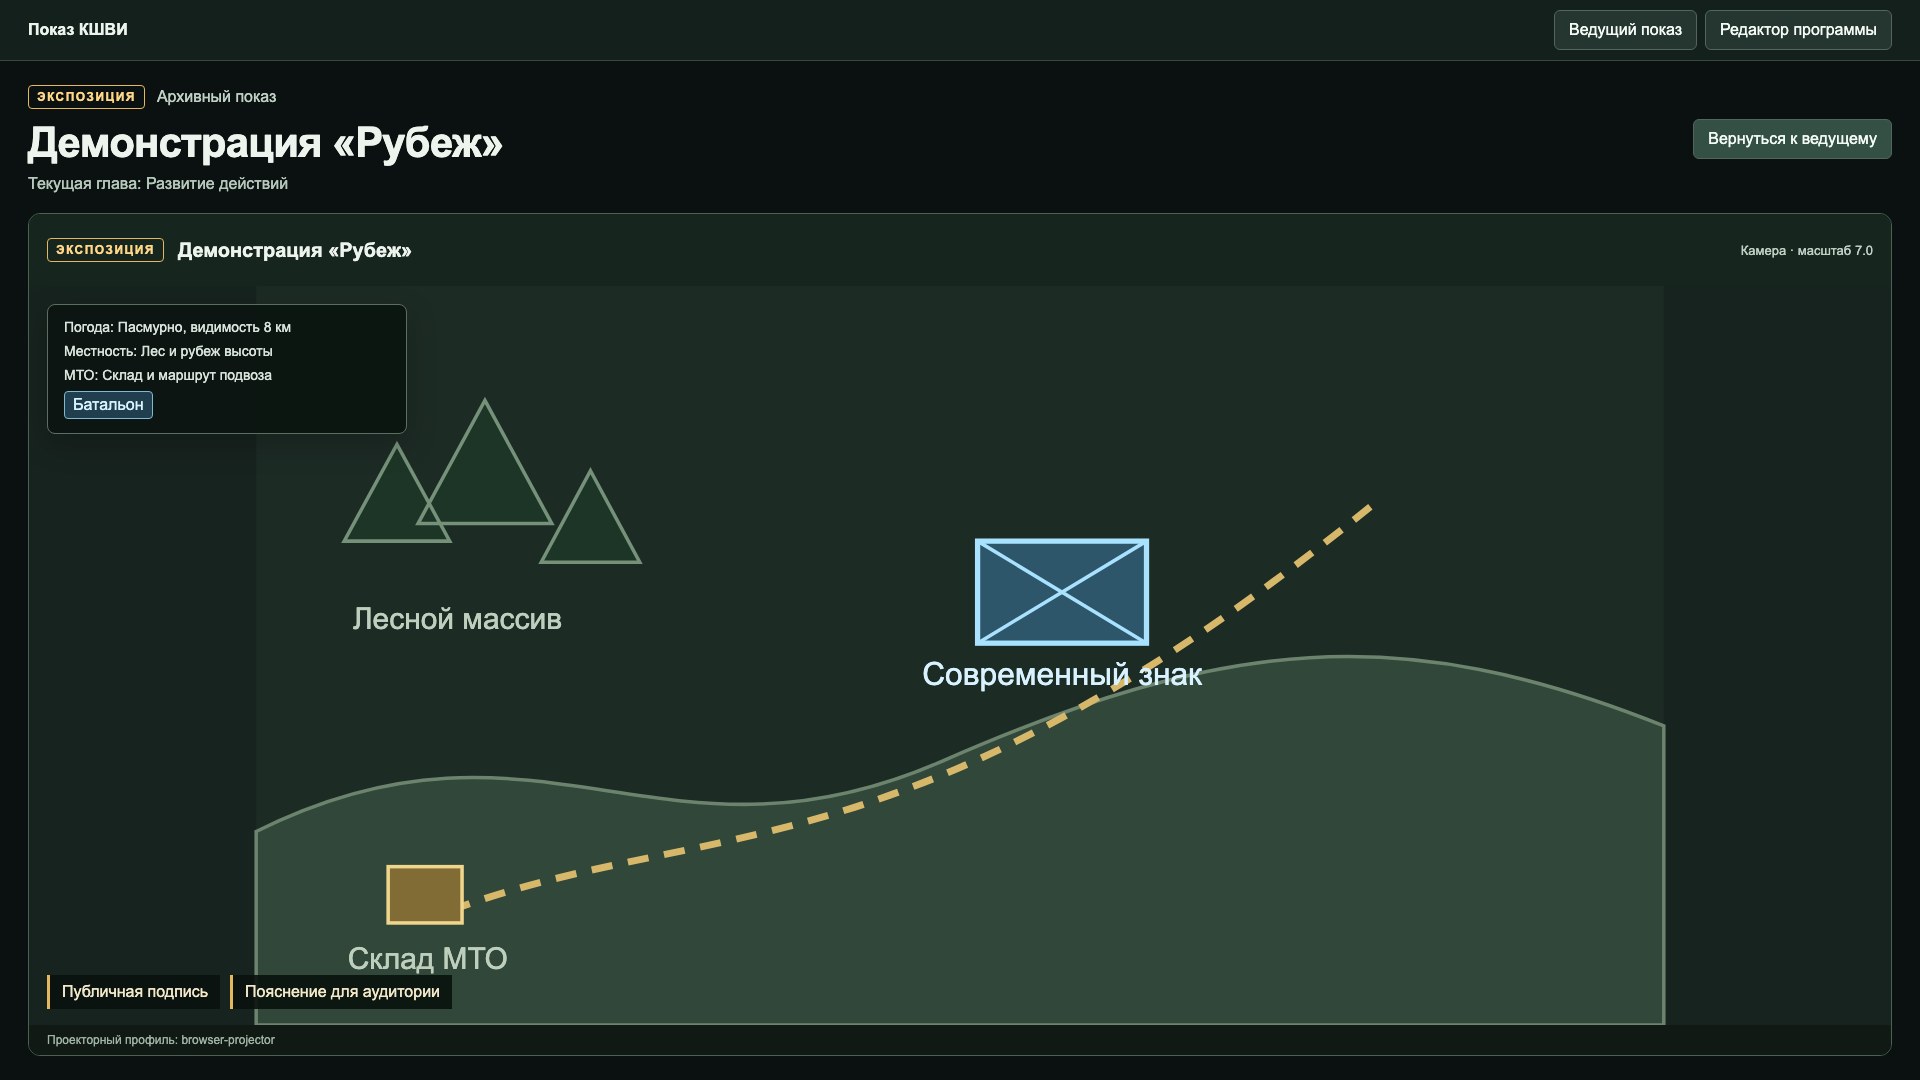 Показ КШВИ
Ведущий показ
Редактор программы
ЭКСПОЗИЦИЯ
Архивный показ
Демонстрация «Рубеж»
Вернуться к ведущему
Текущая глава: Развитие действий
ЭКСПОЗИЦИЯ
Демонстрация «Рубеж»
Камера · масштаб 7.0
Погода: Пасмурно, видимость 8 км
Местность: Лес и рубеж высоты
МТО: Склад и маршрут подвоза
Батальон
Лесной массив
Современный знак
Склад МТО
Публичная подпись
Пояснение для аудитории
Проекторный профиль: browser-projector